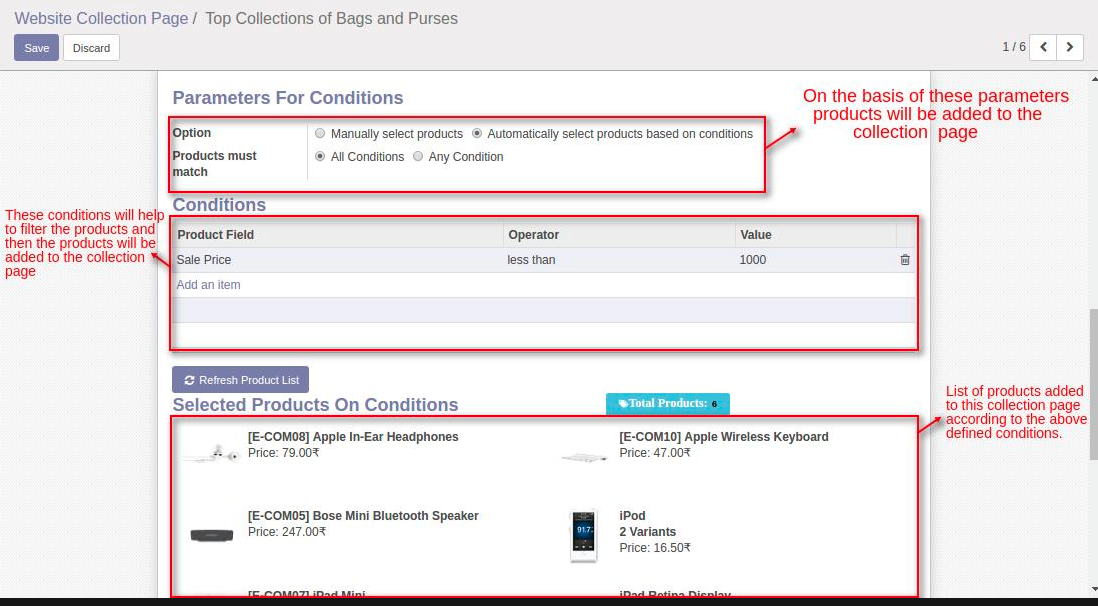 Website Collection Page / Top Collections of Bags and Purses
Save Discard
1 / 6
Parameters For Conditions
On the basis of these parameters
products will be added to the
collection page
Option
Manually select products
Automatically select products based on conditions
Products must
match
All Conditions
Any Condition
Conditions
These conditions will help
to filter the products and
then the products will be
added to the collection
page
Product Field Operator Value
Sale Price less than 1000
Add an item
Refresh Product List
Selected Products On Conditions
Total Products: 6
List of products added
to this collection page
according to the above
defined conditions.
[E-COM08] Apple In-Ear Headphones
Price: 79.00₹
[E-COM10] Apple Wireless Keyboard
Price: 47.00₹
[E-COM05] Bose Mini Bluetooth Speaker
Price: 247.00₹
91.7
iPod
2 Variants
Price: 16.50₹
[E-COM07] iPad Mini
iPad Retina Display